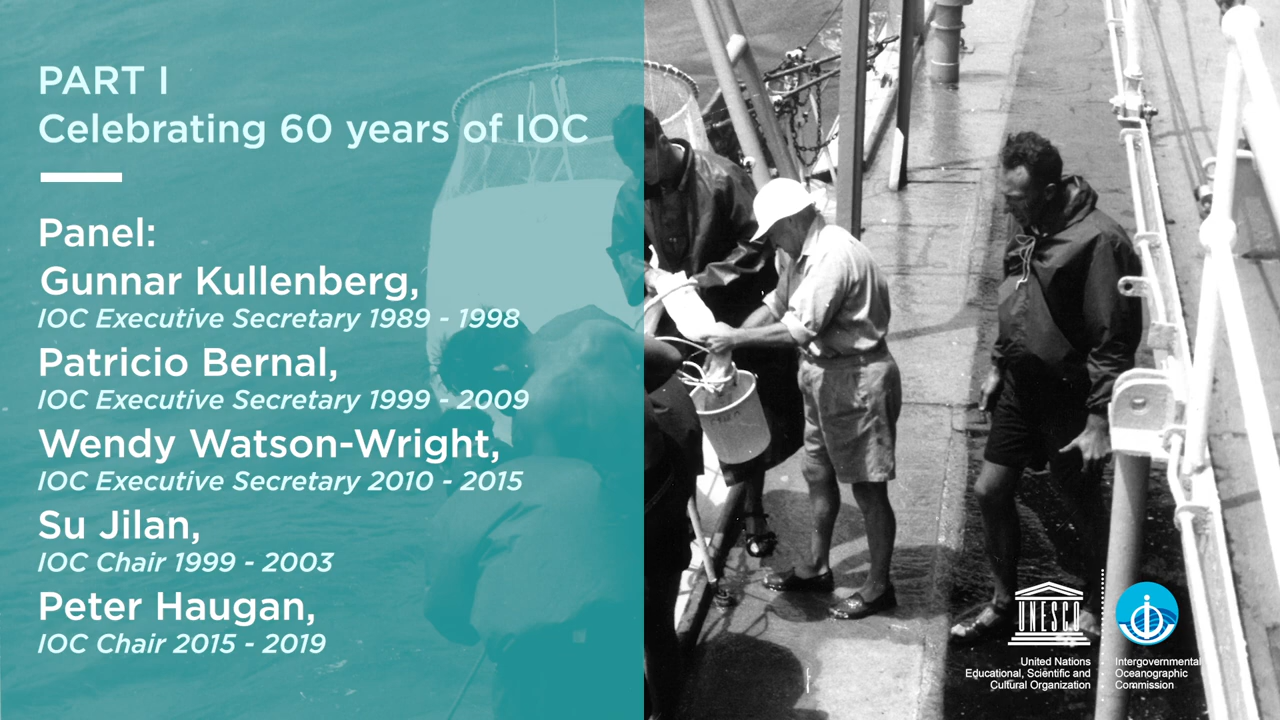 PART I
Celebrating 60 years of IOC
Panel:
Gunnar Kullenberg,
IOC Executive Secretary 1989 - 1998
Patricio Bernal,
IOC Executive Secretary 1999 - 2009
Wendy Watson-Wright,
IOC Executive Secretary 2010 - 2015
Su Jilan,
IOC Chair 1999 - 2003
Peter Haugan,
IOC Chair 2015 - 2019
UNESCO
United Nations
Educational, Scientific and
Cultural Organization
Intergovernmental
Oceanographic
Commission